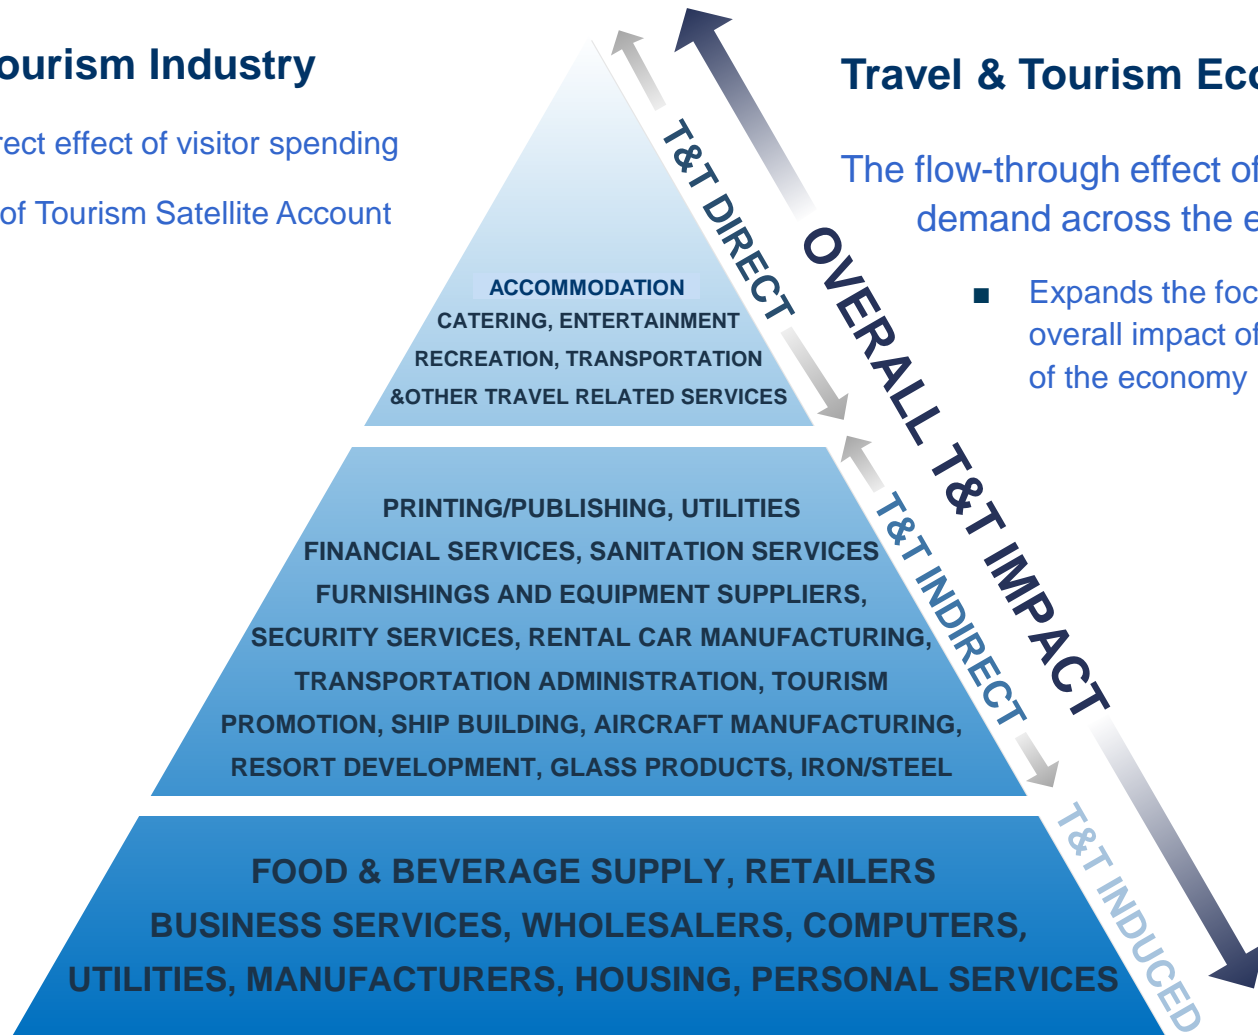 ourism Industry
rect effect of visitor spending
of Tourism Satellite Account
Travel & Tourism Eco
The flow-through effect of
demand across the e
■ Expands the foc
overall impact of
of the economy
ACCOMMODATION
CATERING, ENTERTAINMENT
RECREATION, TRANSPORTATION
&OTHER TRAVEL RELATED SERVICES
T&T DIRECT
OVERALL T&T IMPACT
PRINTING/PUBLISHING, UTILITIES
FINANCIAL SERVICES, SANITATION SERVICES
FURNISHINGS AND EQUIPMENT SUPPLIERS,
SECURITY SERVICES, RENTAL CAR MANUFACTURING,
TRANSPORTATION ADMINISTRATION, TOURISM
PROMOTION, SHIP BUILDING, AIRCRAFT MANUFACTURING,
RESORT DEVELOPMENT, GLASS PRODUCTS, IRON/STEEL
T&T INDIRECT
FOOD & BEVERAGE SUPPLY, RETAILERS
BUSINESS SERVICES, WHOLESALERS, COMPUTERS,
UTILITIES, MANUFACTURERS, HOUSING, PERSONAL SERVICES
T&T INDUCED